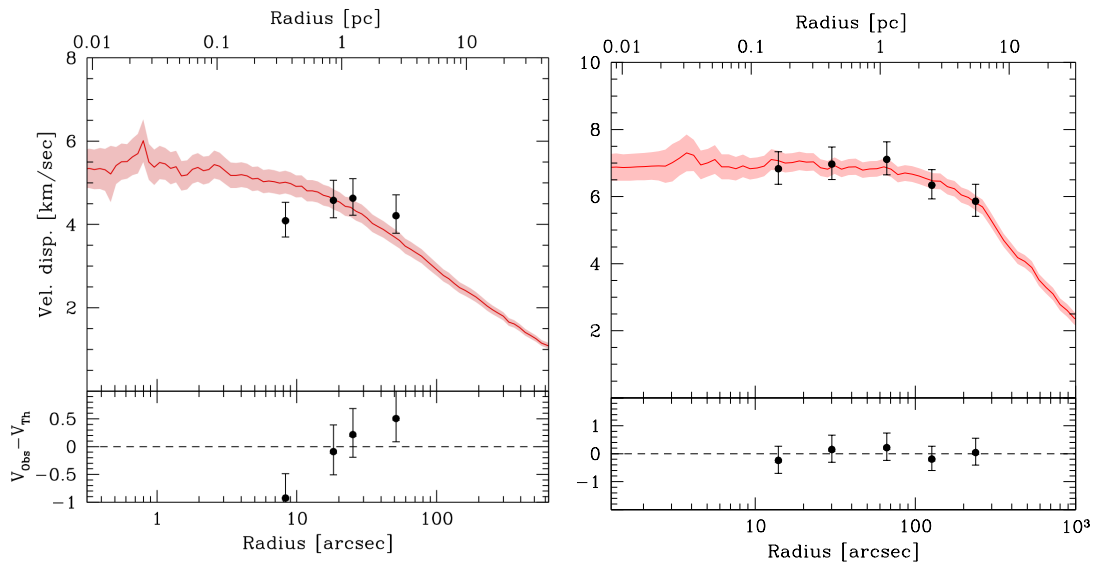 Radius [pc]
0.01 0.1 1 10
8
6
4
2
Vel. disp. [km/sec]
0.5
0
−0.5
−1
V_Obs−V_Th
1 10 100
Radius [arcsec]
Radius [pc]
0.01 0.1 1 10
10
8
6
4
2
1
0
−1
10 100 10³
Radius [arcsec]